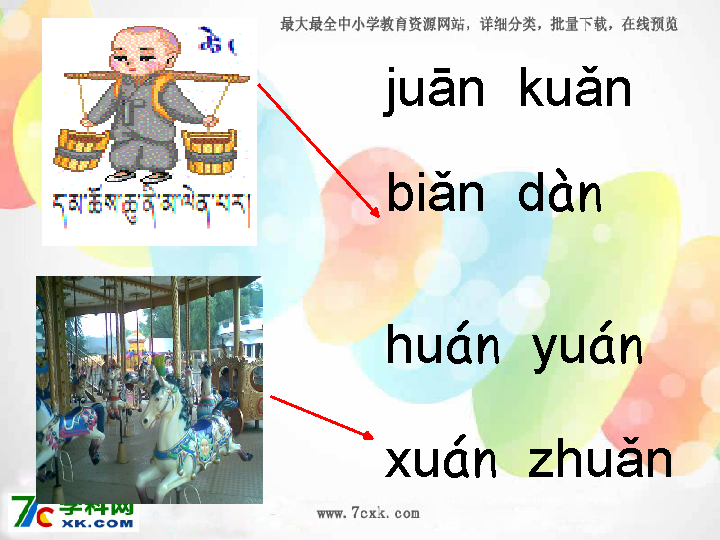 最大最全中小学教育资源网站，详细分类，批量下载，在线预览
juān kuǎn
biǎn dàn
huán yuán
xuán zhuǎn
7C 学科网
XK.COM
www.7cxk.com